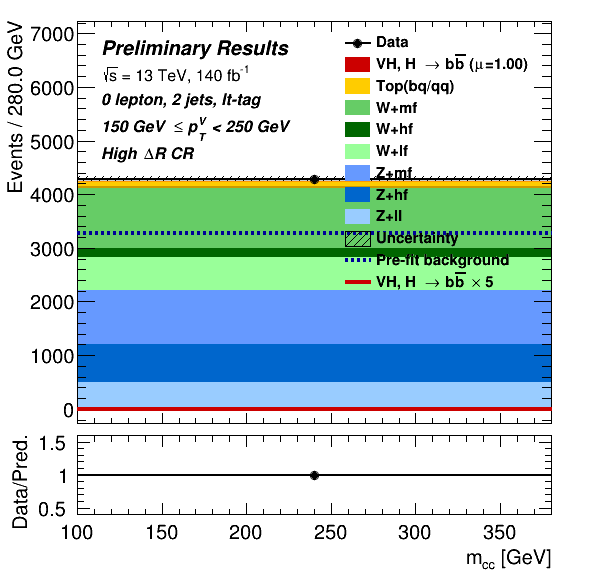 Events / 280.0 GeV
7000
6000
5000
4000
3000
2000
1000
0
Preliminary Results
√s = 13 TeV, 140 fb⁻¹
0 lepton, 2 jets, lt-tag
150 GeV ≤ p_T^V < 250 GeV
High ΔR CR
Data
VH, H → bb̅ (μ=1.00)
Top(bq/qq)
W+mf
W+hf
W+lf
Z+mf
Z+hf
Z+ll
Uncertainty
Pre-fit background
VH, H → bb̅ × 5
Data/Pred.
1.5
1
0.5
100 150 200 250 300 350
m_cc [GeV]